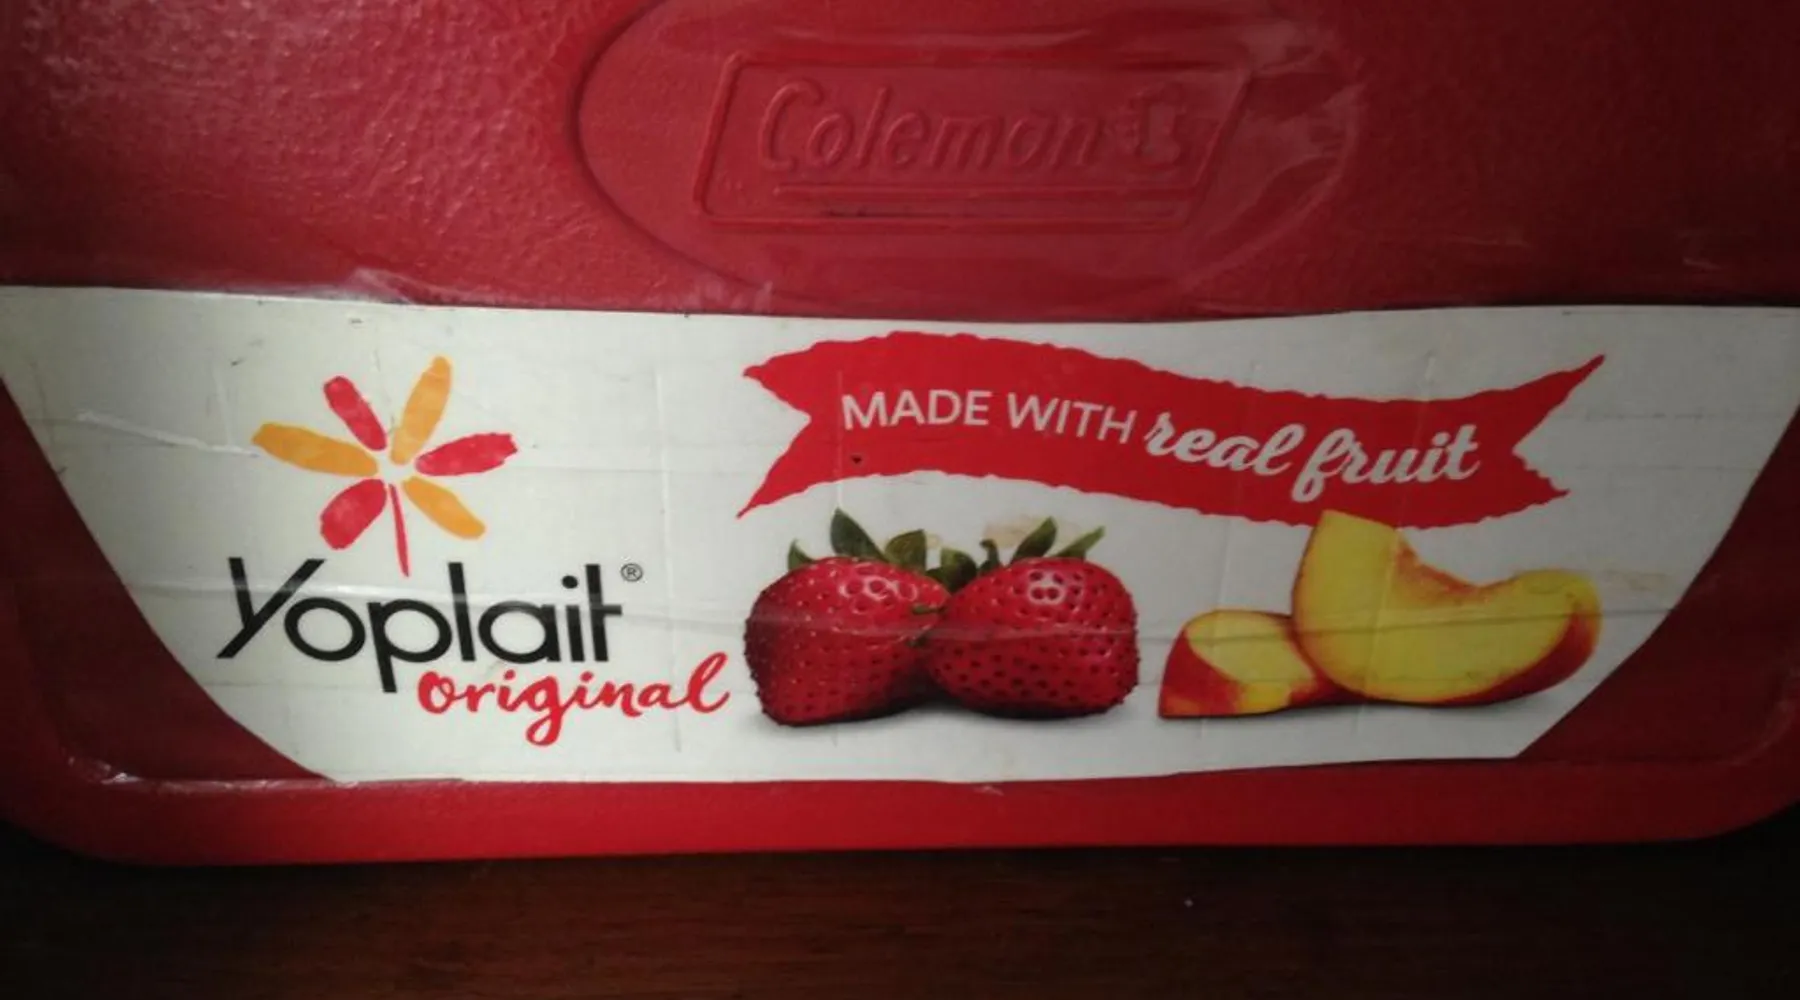 Coleman
MADE WITH real fruit
Yoplait®
original